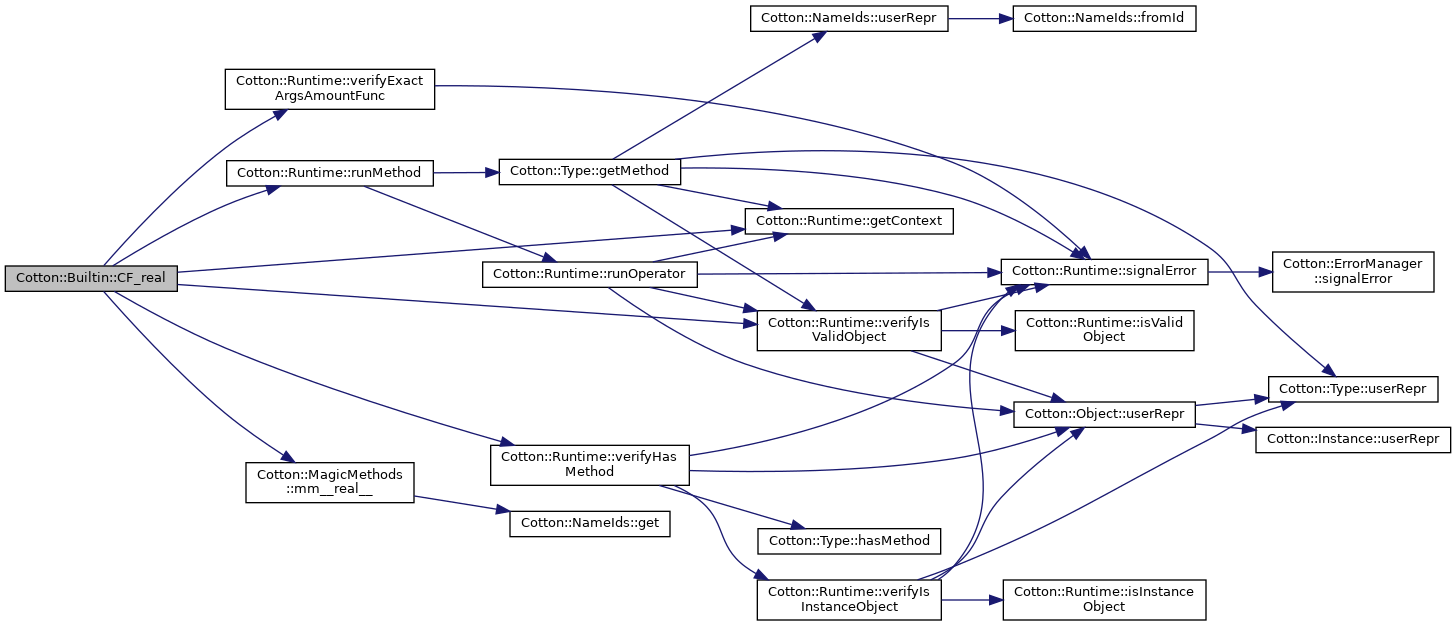 Cotton::Builtin::CF_real
Cotton::Runtime::verifyExact
ArgsAmountFunc
Cotton::Runtime::runMethod
Cotton::MagicMethods
::mm__real__
Cotton::Type::getMethod
Cotton::Runtime::runOperator
Cotton::Runtime::verifyHas
Method
Cotton::NameIds::get
Cotton::NameIds::userRepr
Cotton::Runtime::getContext
Cotton::Runtime::verifyIs
ValidObject
Cotton::Type::hasMethod
Cotton::Runtime::verifyIs
InstanceObject
Cotton::NameIds::fromId
Cotton::Runtime::signalError
Cotton::Runtime::isValid
Object
Cotton::Object::userRepr
Cotton::Runtime::isInstance
Object
Cotton::ErrorManager
::signalError
Cotton::Type::userRepr
Cotton::Instance::userRepr